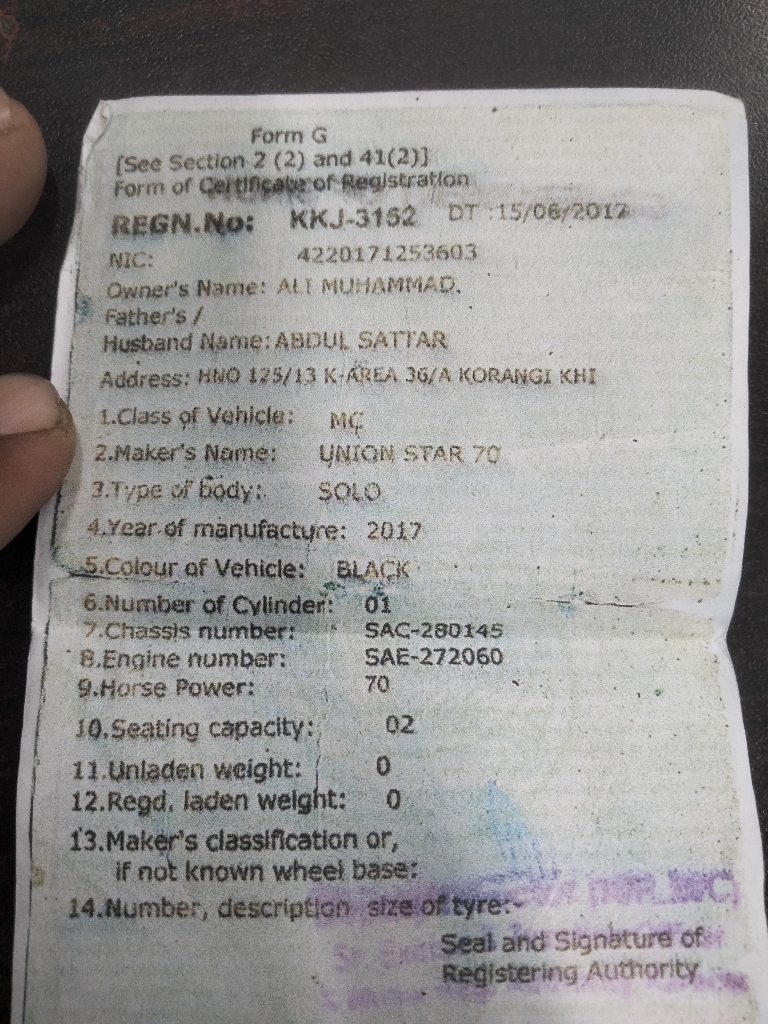 Form G
[See Section 2 (2) and 41(2)]
Form of Certificate of Registration
REGN.No: KKJ-3152 DT :15/06/2017
NIC: 4220171253603
Owner's Name: ALI MUHAMMAD.
Father's /
Husband Name: ABDUL SATTAR
Address: HNO 125/13 K-AREA 36/A KORANGI KHI
1.Class of Vehicle: MC
2.Maker's Name: UNION STAR 70
3.Type of body: SOLO
4.Year of manufacture: 2017
5.Colour of Vehicle: BLACK
6.Number of Cylinder: 01
7.Chassis number: SAC-280145
8.Engine number: SAE-272060
9.Horse Power: 70
10.Seating capacity: 02
11.Unladen weight: 0
12.Regd. laden weight: 0
13.Maker's classification or,
if not known wheel base:
14.Number, description size of tyre:-
Seal and Signature of
Registering Authority